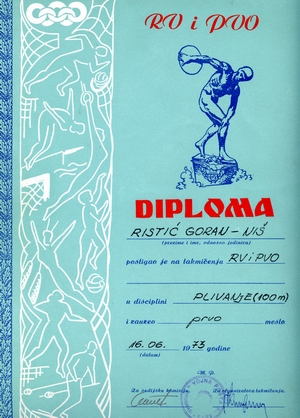 RV i PVO
DIPLOMA
RISTIĆ GORAN – NIŠ
(prezime i ime, odnosno jedinica)
postigao je na takmičenju RV i PVO
u disciplini PLIVANJE (100m)
i zauzeo prvo mesto
16. 06. 1973 godine
(datum)
M. P.
Za sudijsku komisiju Za organizatora takmičenja,
VOJNA